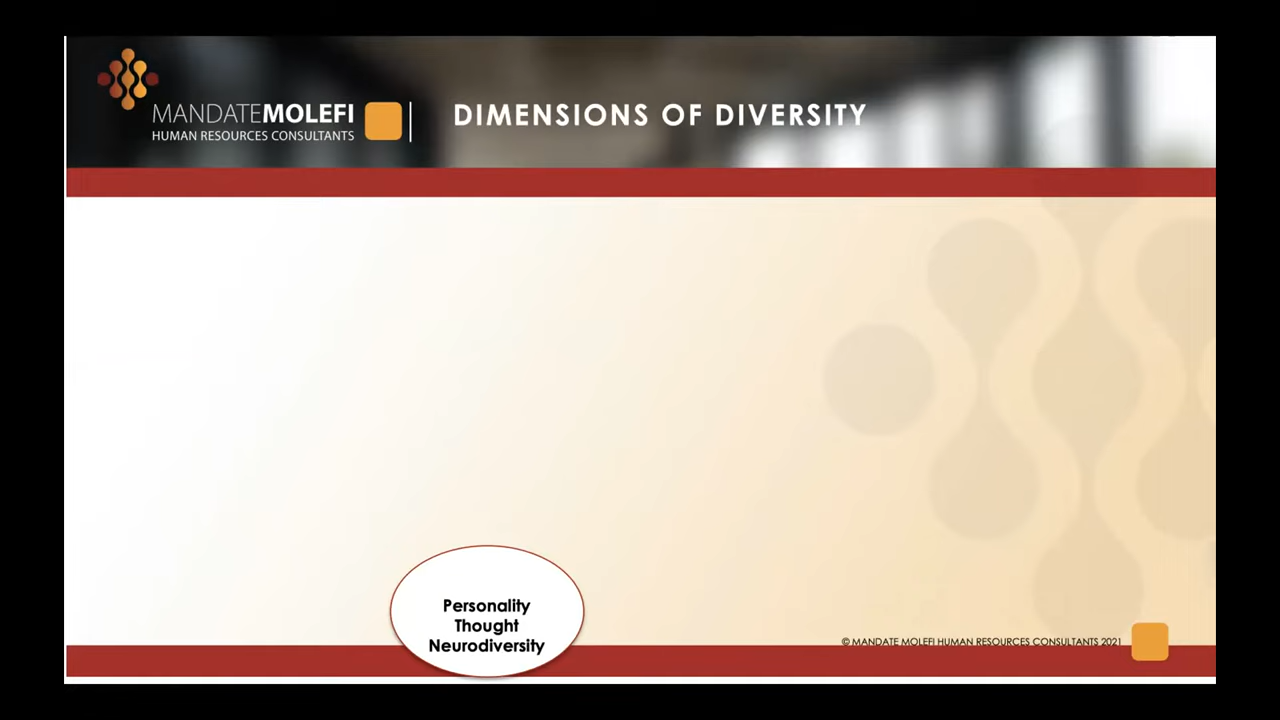 MANDATEMOLEFI
HUMAN RESOURCES CONSULTANTS
DIMENSIONS OF DIVERSITY
Personality
Thought
Neurodiversity
© MANDATE MOLEFI HUMAN RESOURCES CONSULTANTS 2021